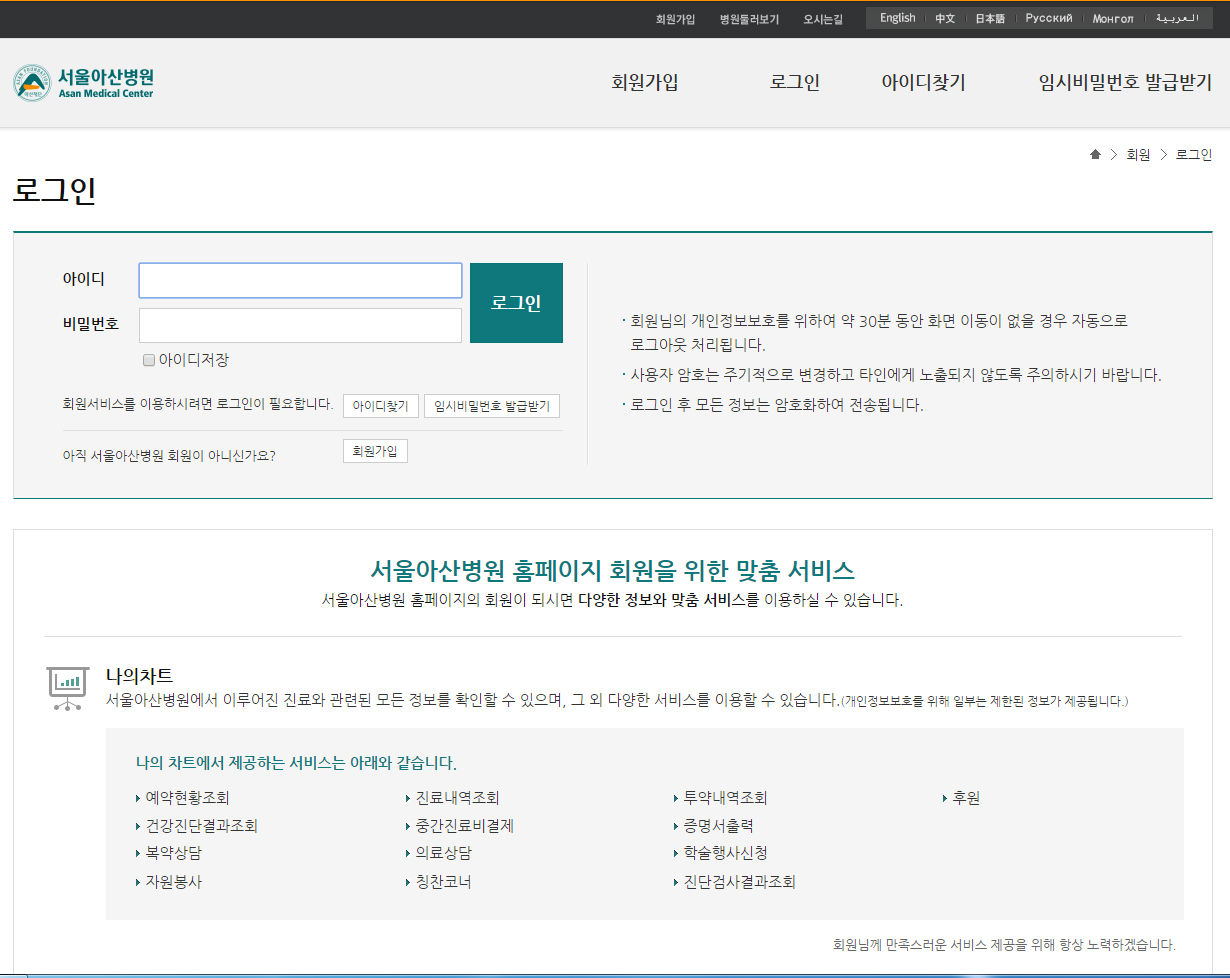 회원가입 병원둘러보기 오시는길 English 中文 日本語 Русский Монгол العربية
서울아산병원
Asan Medical Center
회원가입 로그인 아이디찾기 임시비밀번호 발급받기
회원 로그인
로그인
아이디
로그인
비밀번호
아이디저장
회원서비스를 이용하시려면 로그인이 필요합니다. 아이디찾기 임시비밀번호 발급받기
아직 서울아산병원 회원이 아니신가요? 회원가입
· 회원님의 개인정보보호를 위하여 약 30분 동안 화면 이동이 없을 경우 자동으로
로그아웃 처리됩니다.
· 사용자 암호는 주기적으로 변경하고 타인에게 노출되지 않도록 주의하시기 바랍니다.
· 로그인 후 모든 정보는 암호화하여 전송됩니다.
서울아산병원 홈페이지 회원을 위한 맞춤 서비스
서울아산병원 홈페이지의 회원이 되시면 다양한 정보와 맞춤 서비스를 이용하실 수 있습니다.
나의차트
서울아산병원에서 이루어진 진료와 관련된 모든 정보를 확인할 수 있으며, 그 외 다양한 서비스를 이용할 수 있습니다.(개인정보보호를 위해 일부는 제한된 정보가 제공됩니다.)
나의 차트에서 제공하는 서비스는 아래와 같습니다.
예약현황조회 진료내역조회 투약내역조회 후원
건강진단결과조회 중간진료비결제 증명서출력
복약상담 의료상담 학술행사신청
자원봉사 칭찬코너 진단검사결과조회
회원님께 만족스러운 서비스 제공을 위해 항상 노력하겠습니다.